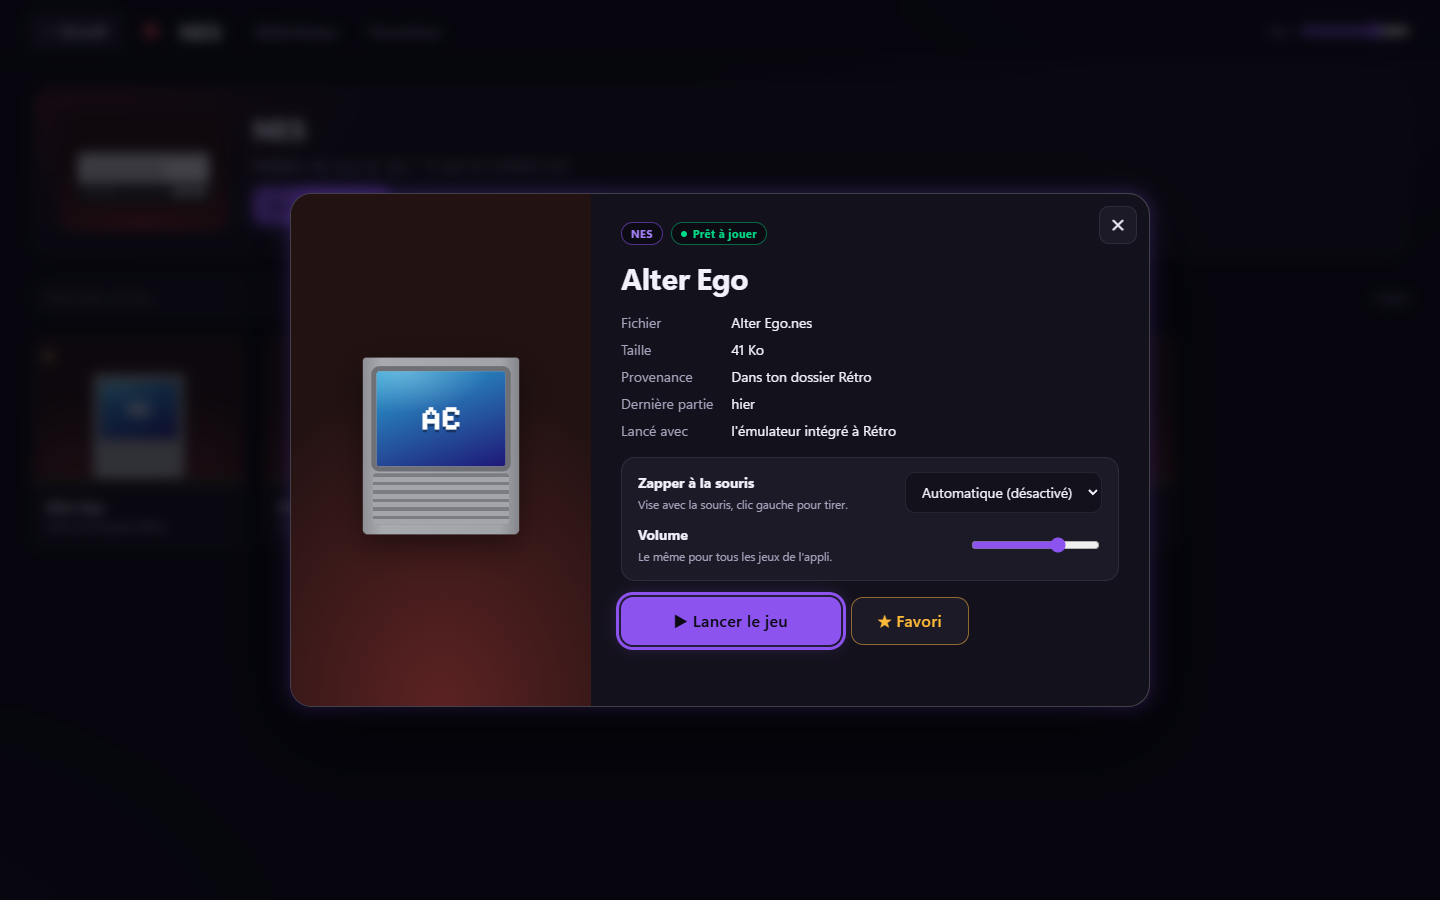 NES
NES
NES
● Prêt à jouer
✕
Alter Ego
Fichier Alter Ego.nes
Taille 41 Ko
Provenance Dans ton dossier Rétro
Dernière partie hier
Lancé avec l'émulateur intégré à Rétro
AE
Zapper à la souris
Vise avec la souris, clic gauche pour tirer.
Automatique (désactivé)
Volume
Le même pour tous les jeux de l'appli.
▶ Lancer le jeu
★ Favori